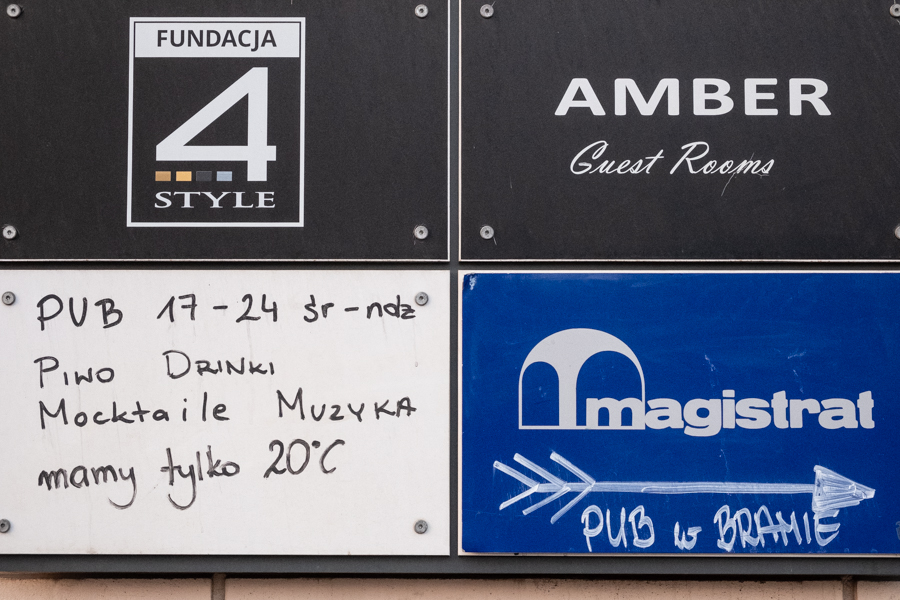 FUNDACJA
4
STYLE
AMBER
Guest Rooms
PUB 17-24 śr-ndz
Piwo Drinki
Mocktaile Muzyka
mamy tylko 20°C
magistrat
PUB w BRAMIE